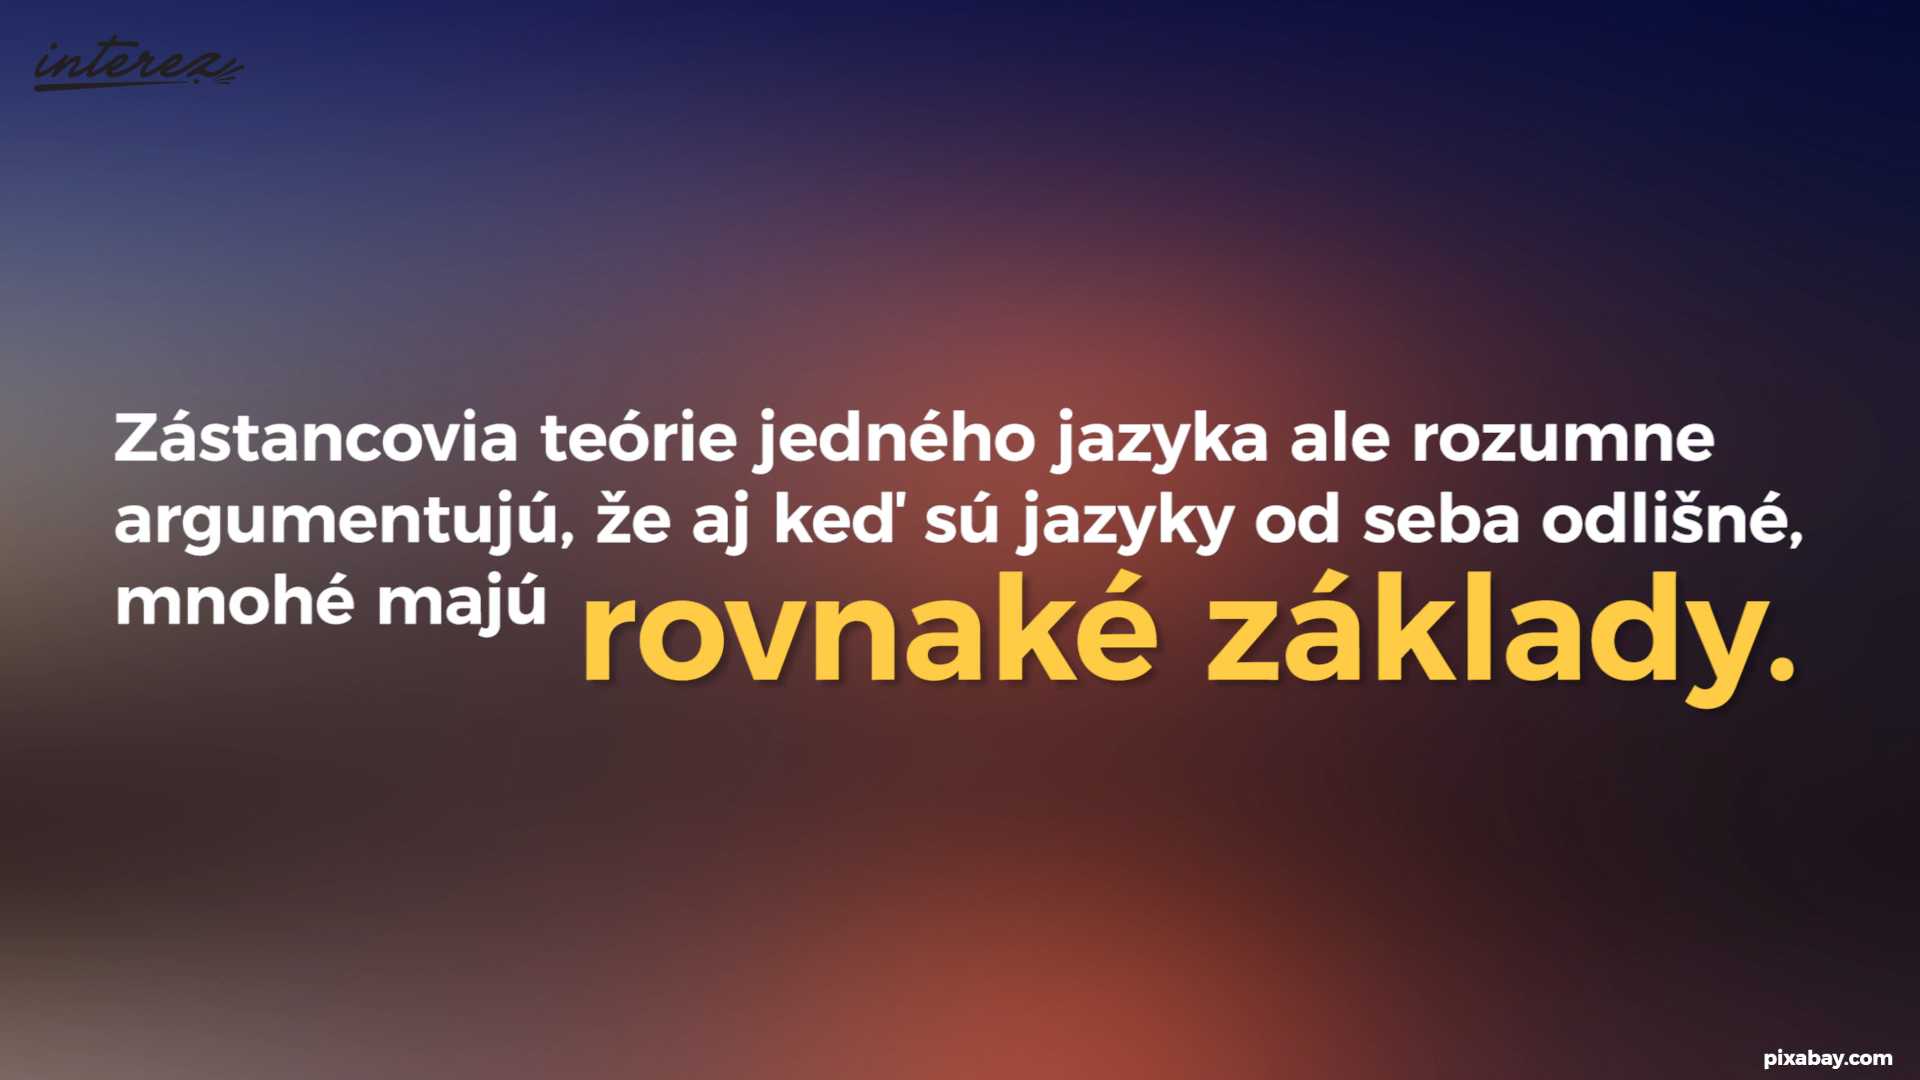 interez
Zástancovia teórie jedného jazyka ale rozumne
argumentujú, že aj keď sú jazyky od seba odlišné,
mnohé majú rovnaké základy.
pixabay.com